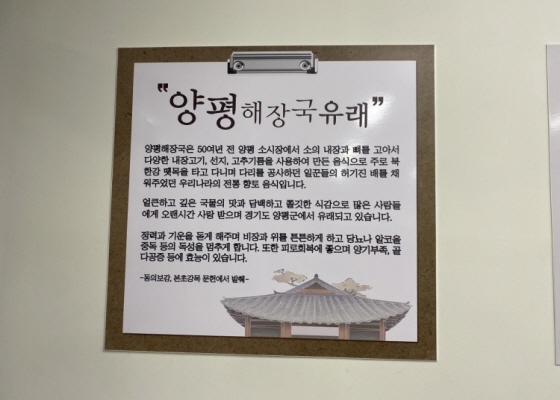 "양평해장국유래"
양평해장국은 50여년 전 양평 소시장에서 소의 내장과 뼈를 고아서
다양한 내장고기, 선지, 고추기름을 사용하여 만든 음식으로 주로 북
한강 뗏목을 타고 다니며 다리를 공사하던 일꾼들의 허기진 배를 채
워주었던 우리나라의 전통 향토 음식입니다.
얼큰하고 깊은 국물의 맛과 담백하고 쫄깃한 식감으로 많은 사람들
에게 오랜시간 사랑 받으며 경기도 양평군에서 유래되고 있습니다.
정력과 기운을 돋게 해주며 비장과 위를 튼튼하게 하고 당뇨나 알코올
중독 등의 독성을 멈추게 합니다. 또한 피로회복에 좋으며 양기부족, 골
다공증 등에 효능이 있습니다.
-동의보감, 본초강목 문헌에서 발췌-